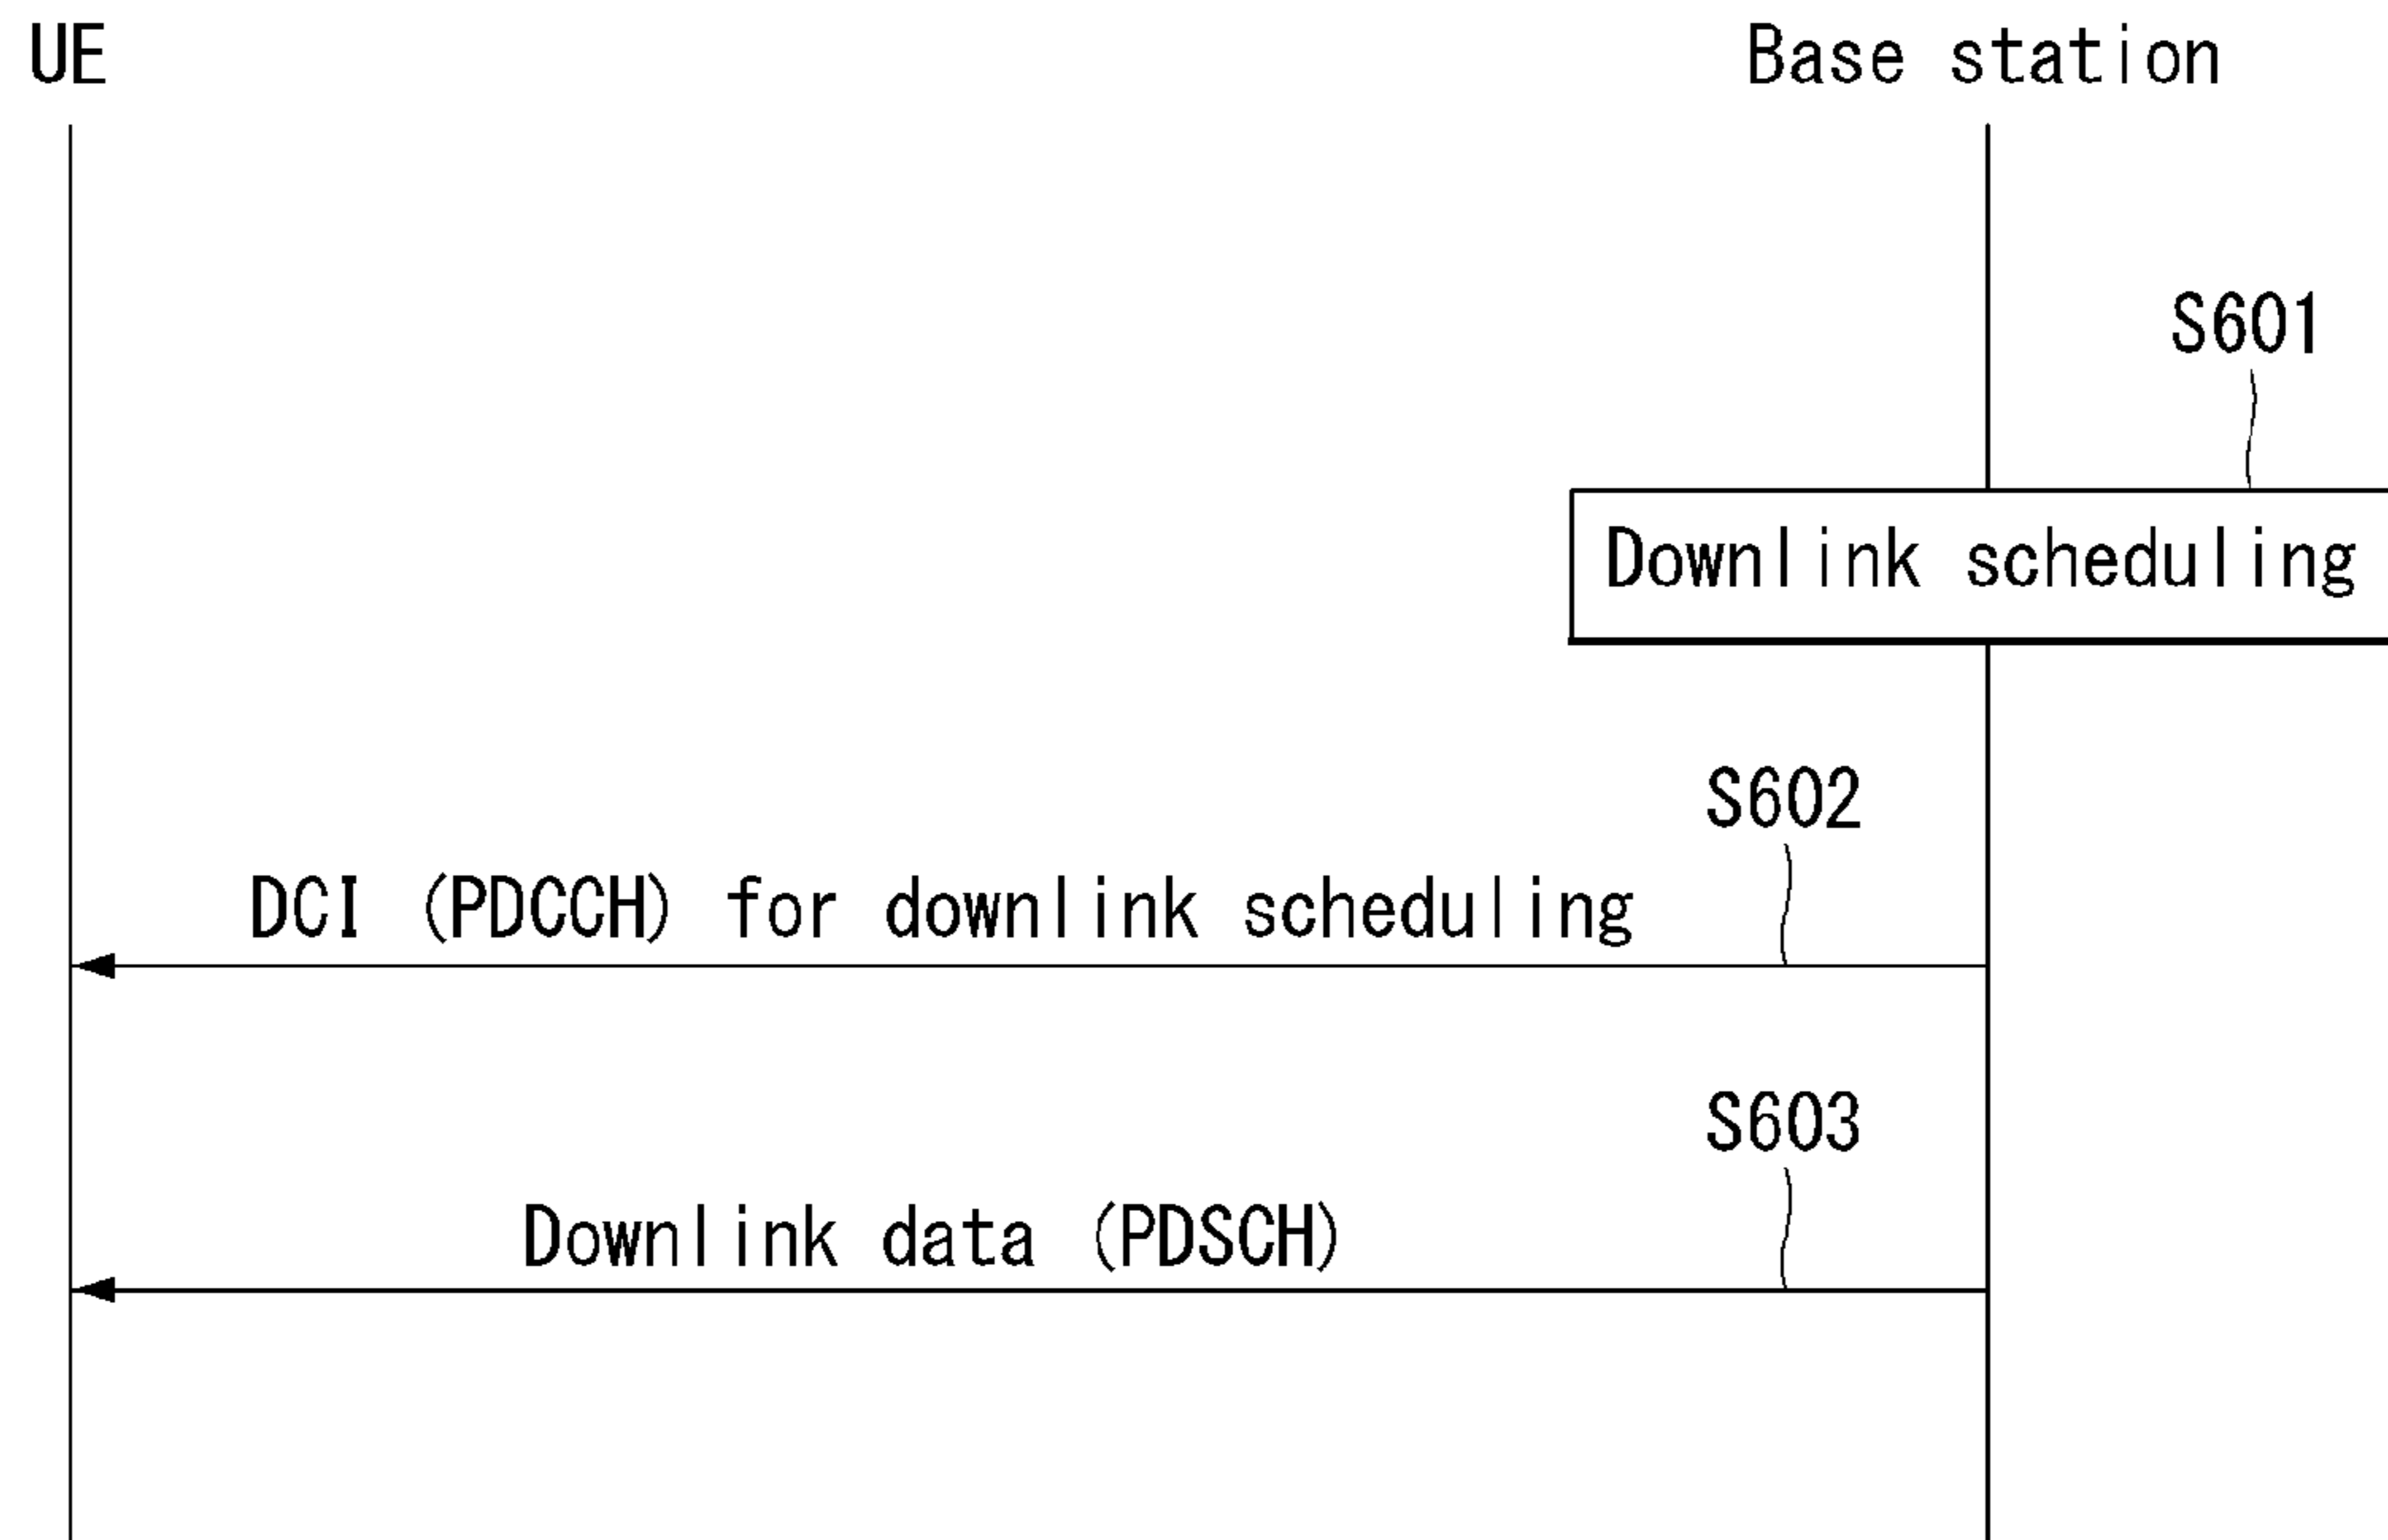 UE
Base station
S601
Downlink scheduling
S602
DCI (PDCCH) for downlink scheduling
S603
Downlink data (PDSCH)